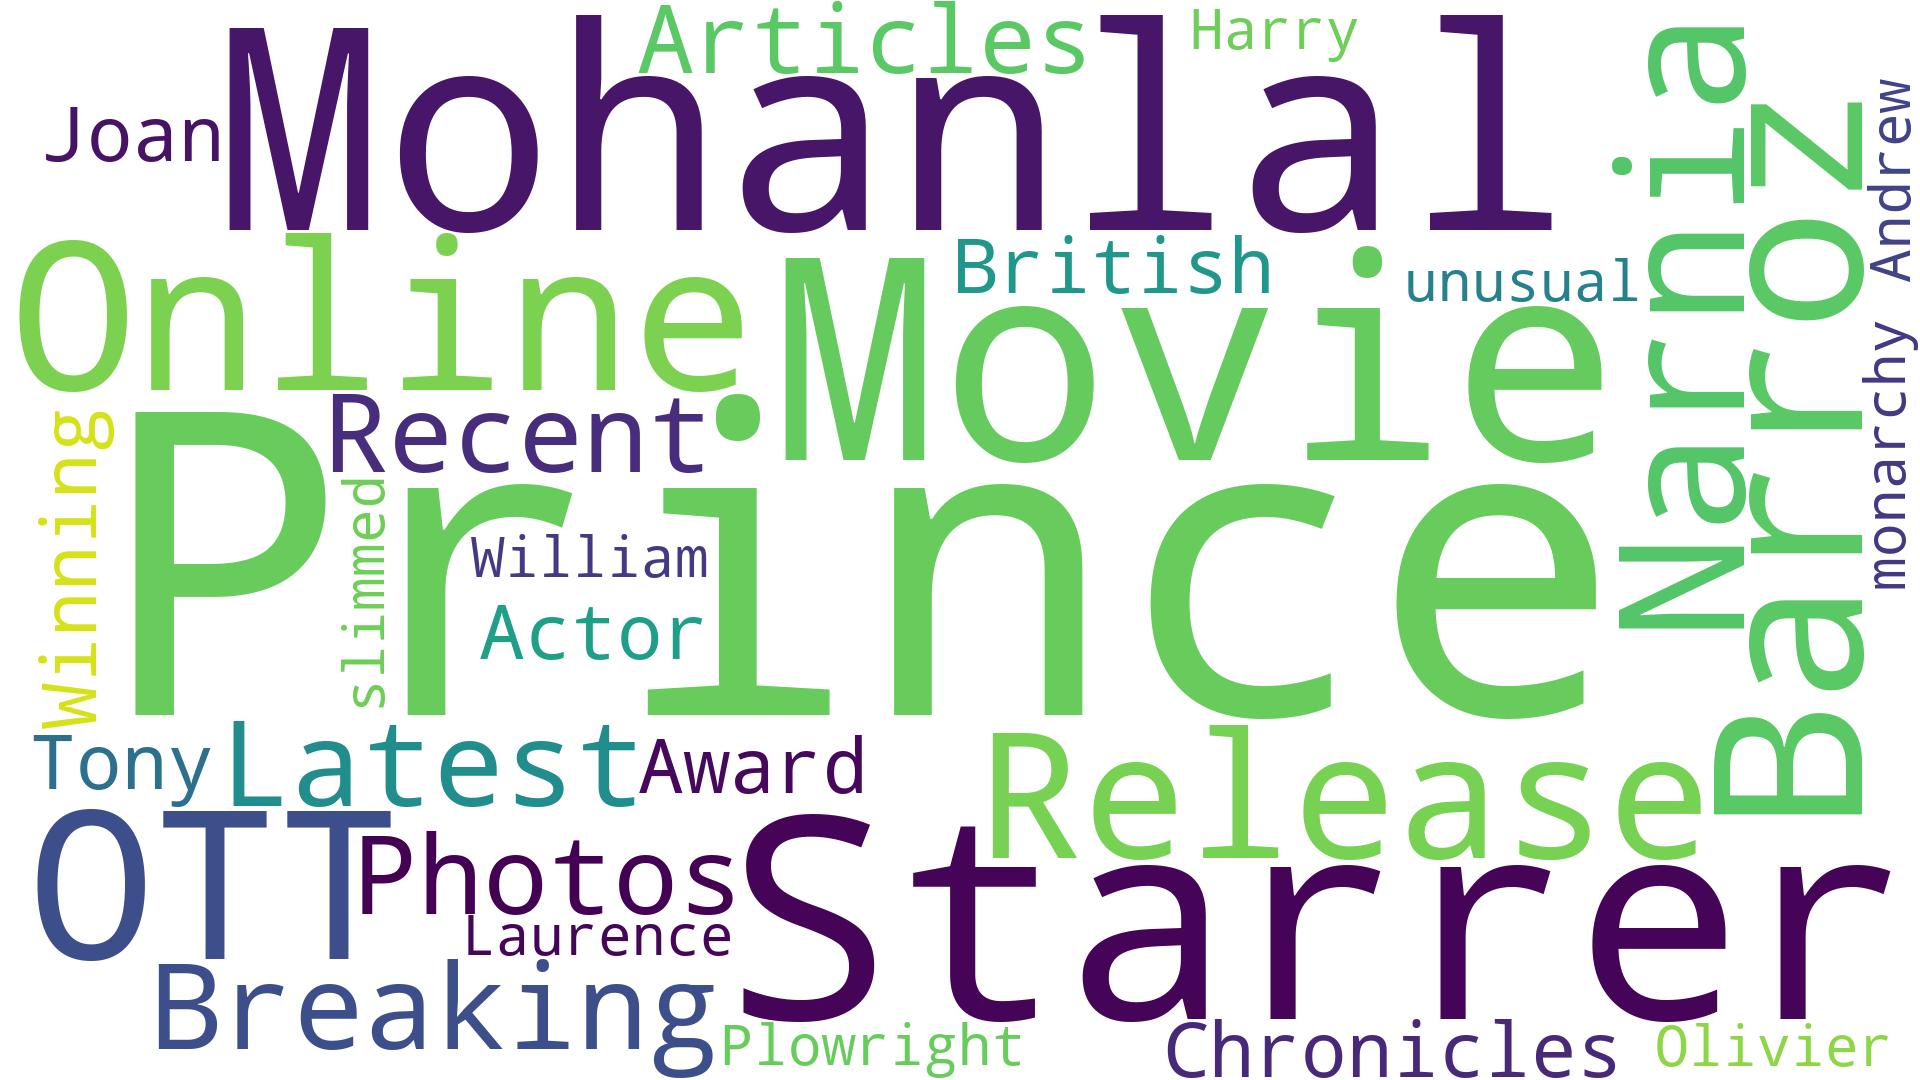 Articles
Harry
Mohanlal
Joan
Narnia
Barroz
Andrew
Online
Movie
British
unusual
monarchy
Winning
Recent
Prince
slimmed
William
Actor
Tony
Latest
Award
Release
OTT
Photos
Starrer
Laurence
Breaking
Plowright
Chronicles
Olivier